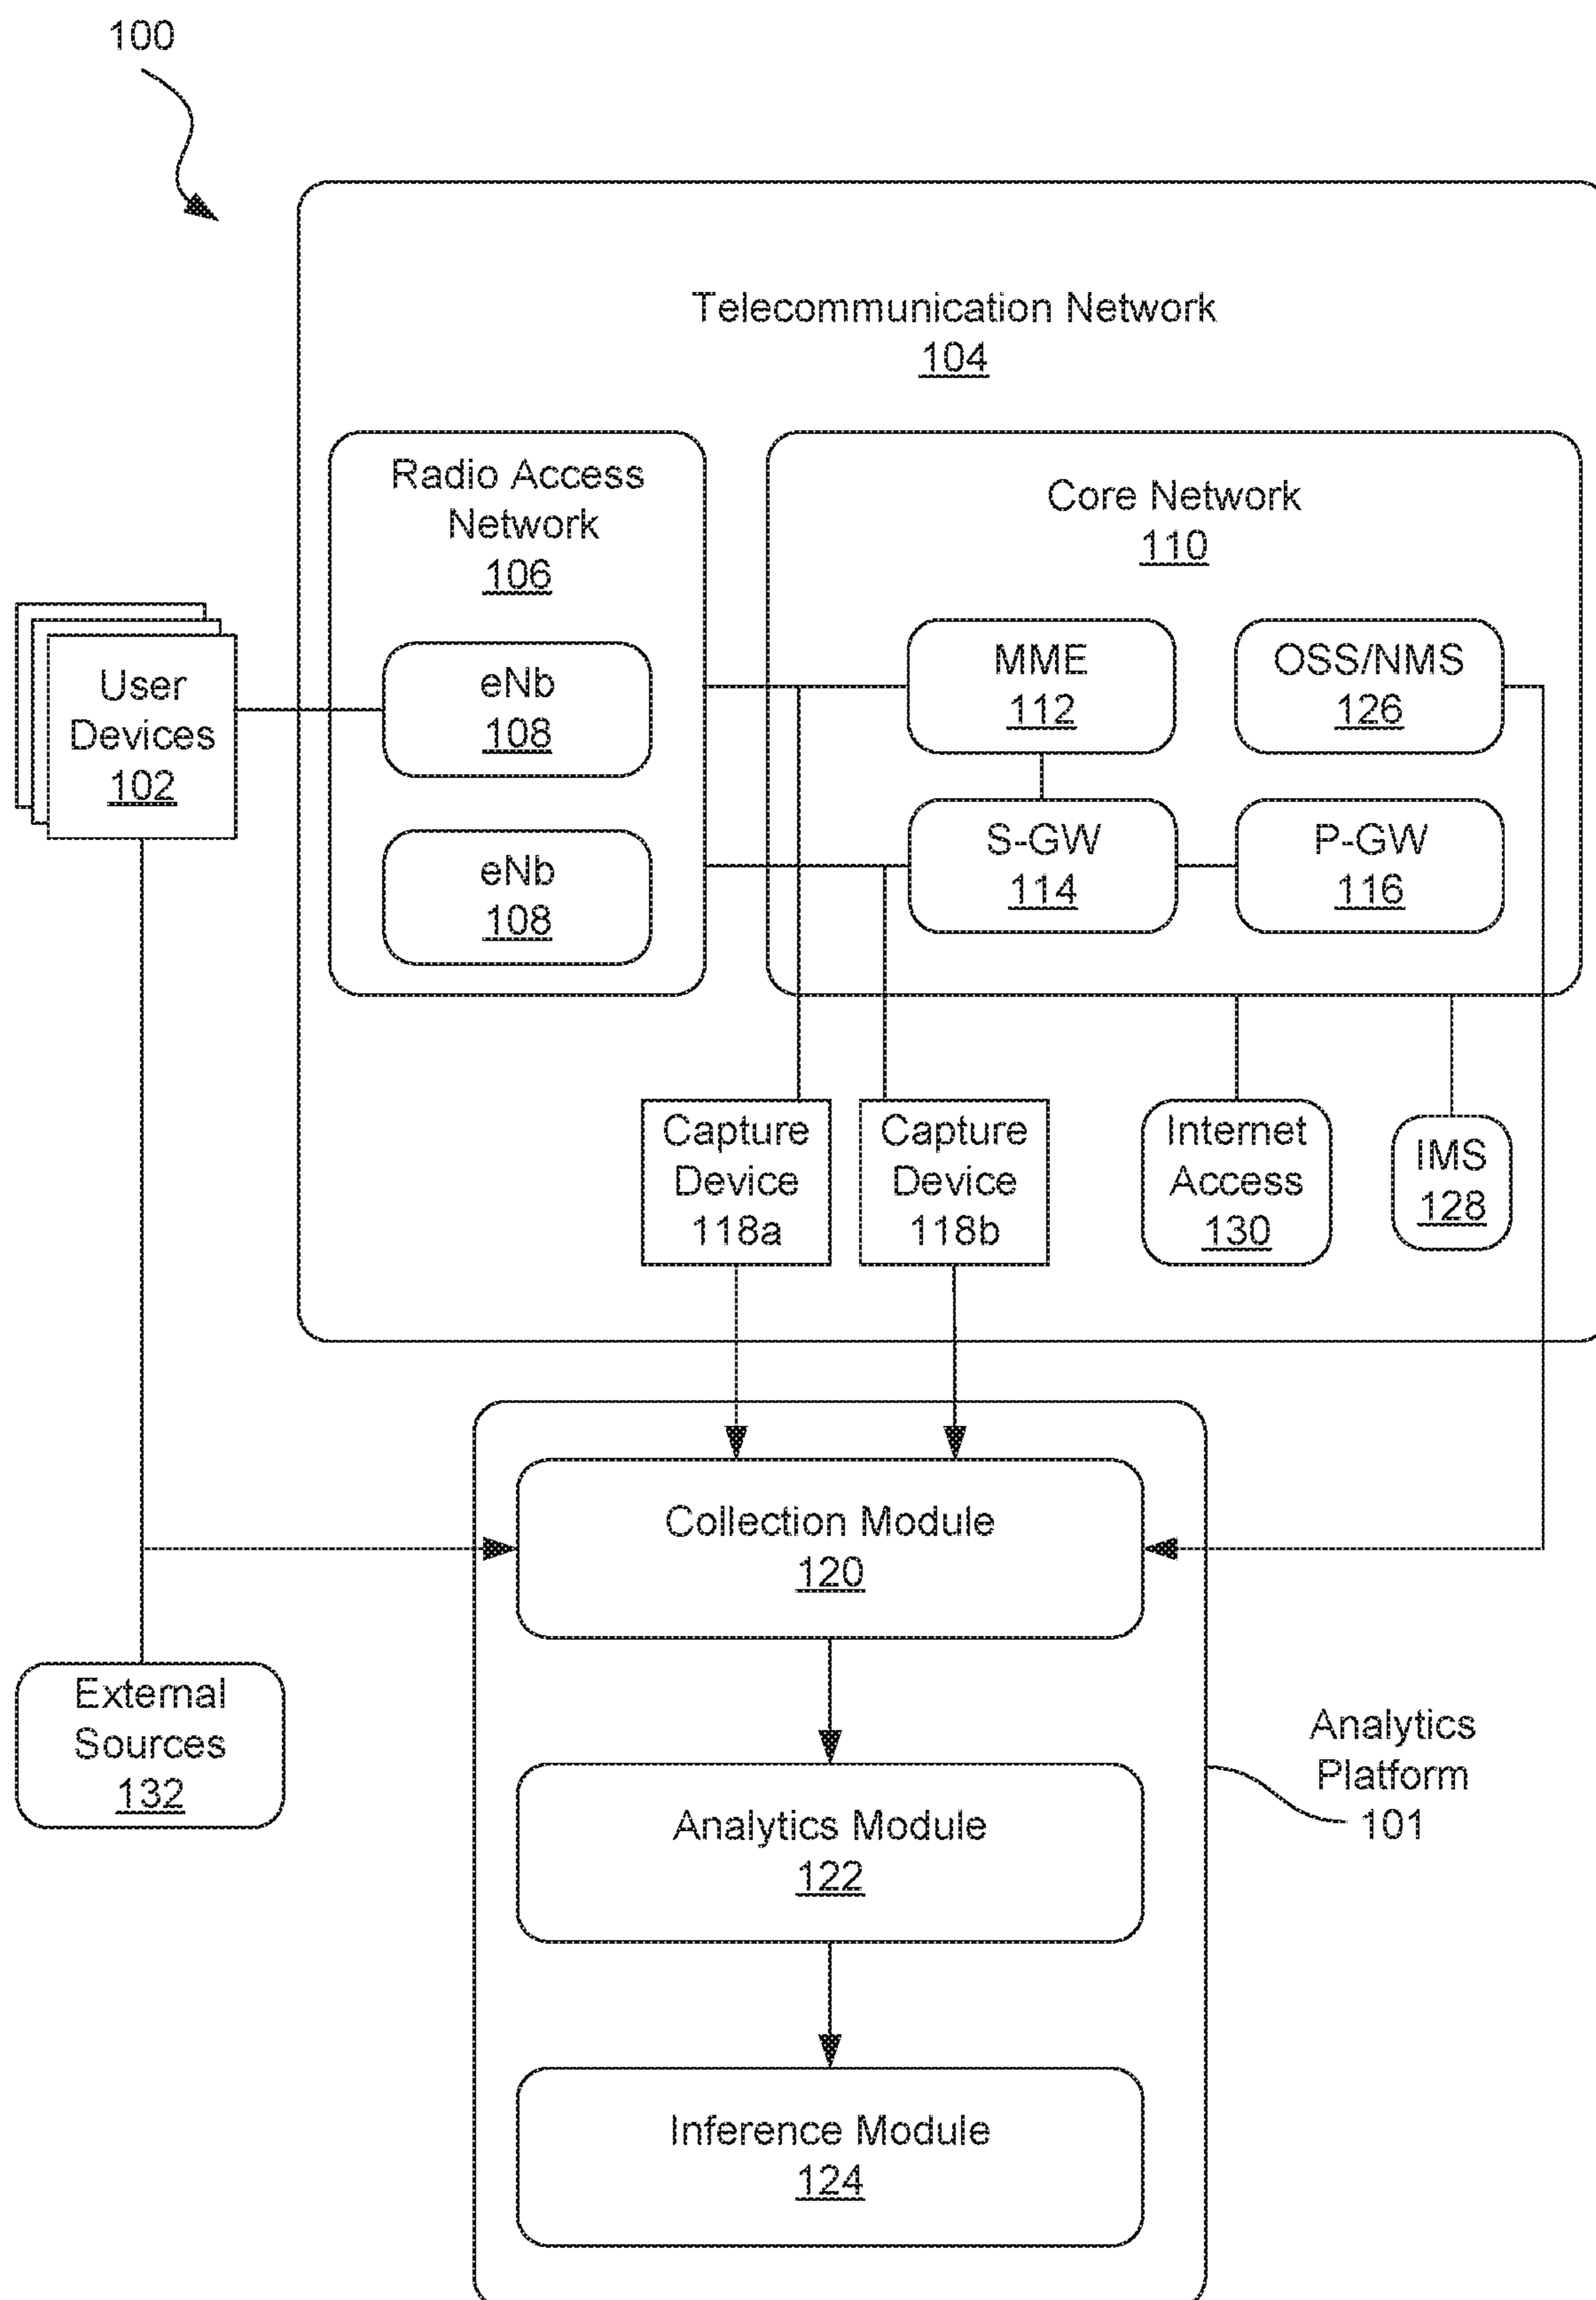 100
Telecommunication Network
104
Radio Access
Network
106
Core Network
110
User
Devices
102
eNb
108
eNb
108
MME
112
OSS/NMS
126
S-GW
114
P-GW
116
Capture
Device
118a
Capture
Device
118b
Internet
Access
130
IMS
128
Collection Module
120
External
Sources
132
Analytics
Platform
101
Analytics Module
122
Inference Module
124